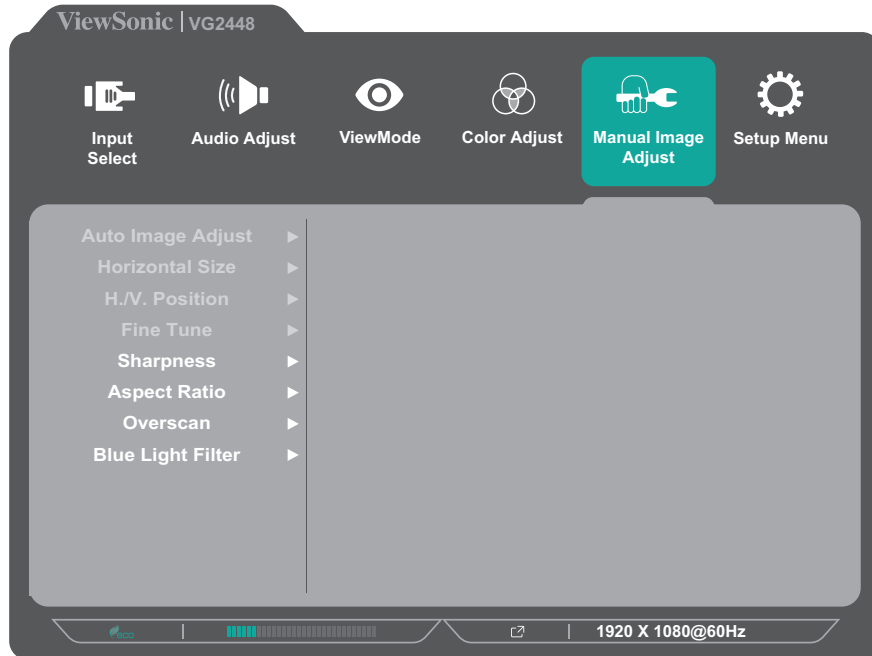 ViewSonic | VG2448
Input Select
Audio Adjust
ViewMode
Color Adjust
Manual Image Adjust
Setup Menu
Auto Image Adjust
Horizontal Size
H./V. Position
Fine Tune
Sharpness
Aspect Ratio
Overscan
Blue Light Filter
eco
1920 X 1080@60Hz